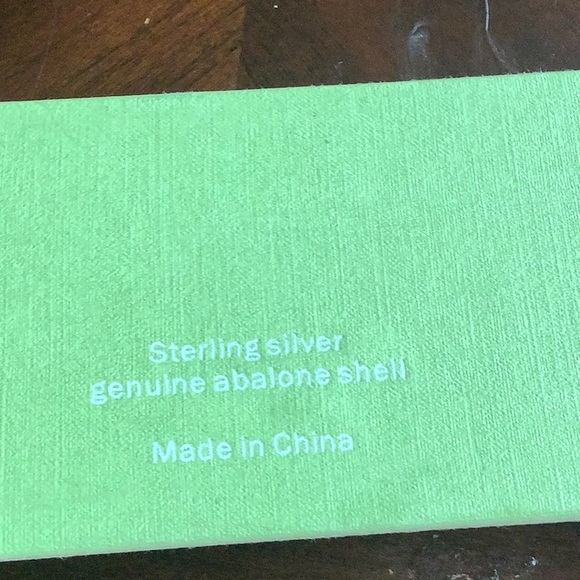 Sterling silver
genuine abalone shell
Made in China